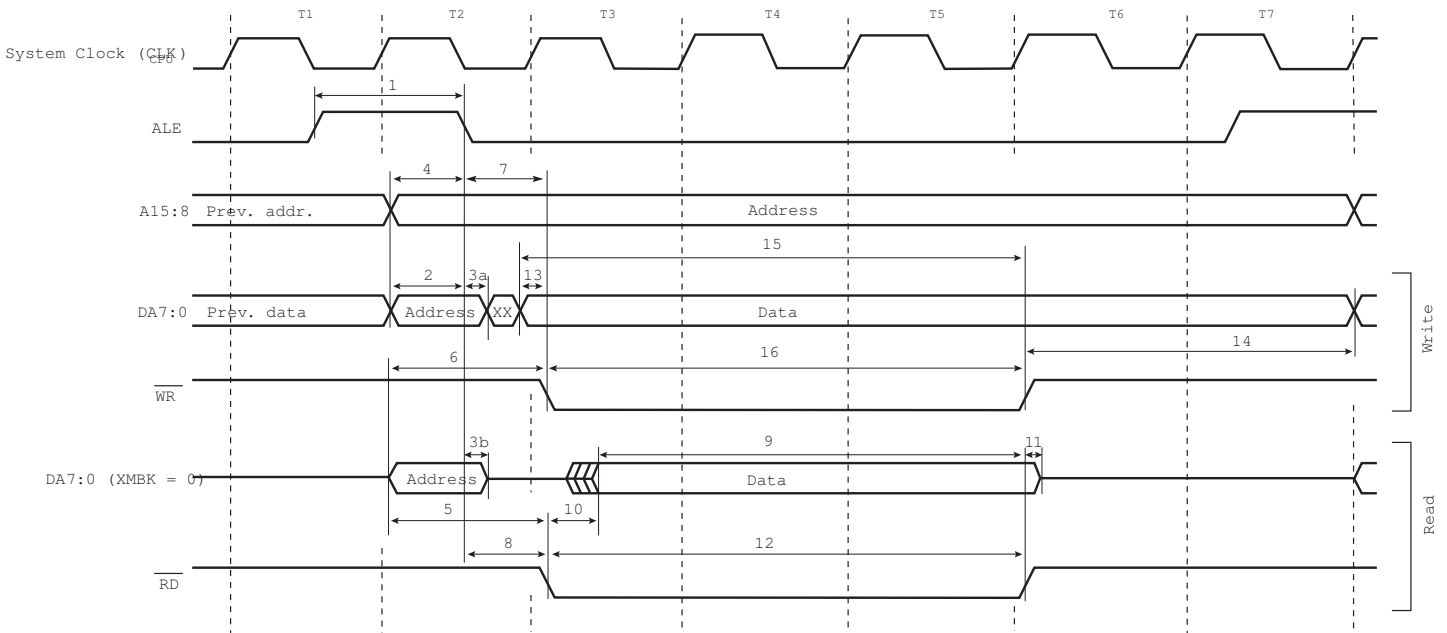 T1 T2 T3 T4 T5 T6 T7
System Clock (CLKCPU)
1
ALE
4 7
A15:8 Prev. addr. Address
15
2 3a 13
DA7:0 Prev. data Address XX Data
14
6 16
WR
Write
3b 9 11
DA7:0 (XMBK = 0) Address Data
5 10
8 12
RD
Read